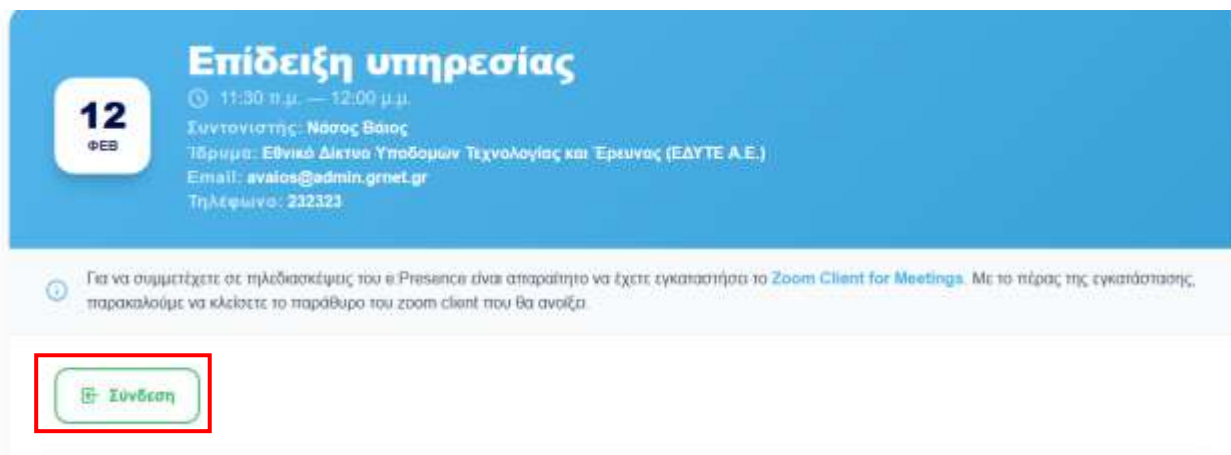 Επίδειξη υπηρεσίας
11:30 π.μ. — 12:00 μ.μ.
12
ΦΕΒ
Συντονιστής: Νάσος Βάιος
Ίδρυμα: Εθνικό Δίκτυο Υποδομών Τεχνολογίας και Έρευνας (ΕΔΥΤΕ Α.Ε.)
Email: avaios@admin.grnet.gr
Τηλέφωνο: 232323
Για να συμμετέχετε σε τηλεδιασκέψεις του e:Presence είναι απαραίτητο να έχετε εγκαταστήσει το Zoom Client for Meetings. Με το πέρας της εγκατάστασης,
παρακαλούμε να κλείσετε το παράθυρο του zoom client που θα ανοίξει.
Σύνδεση